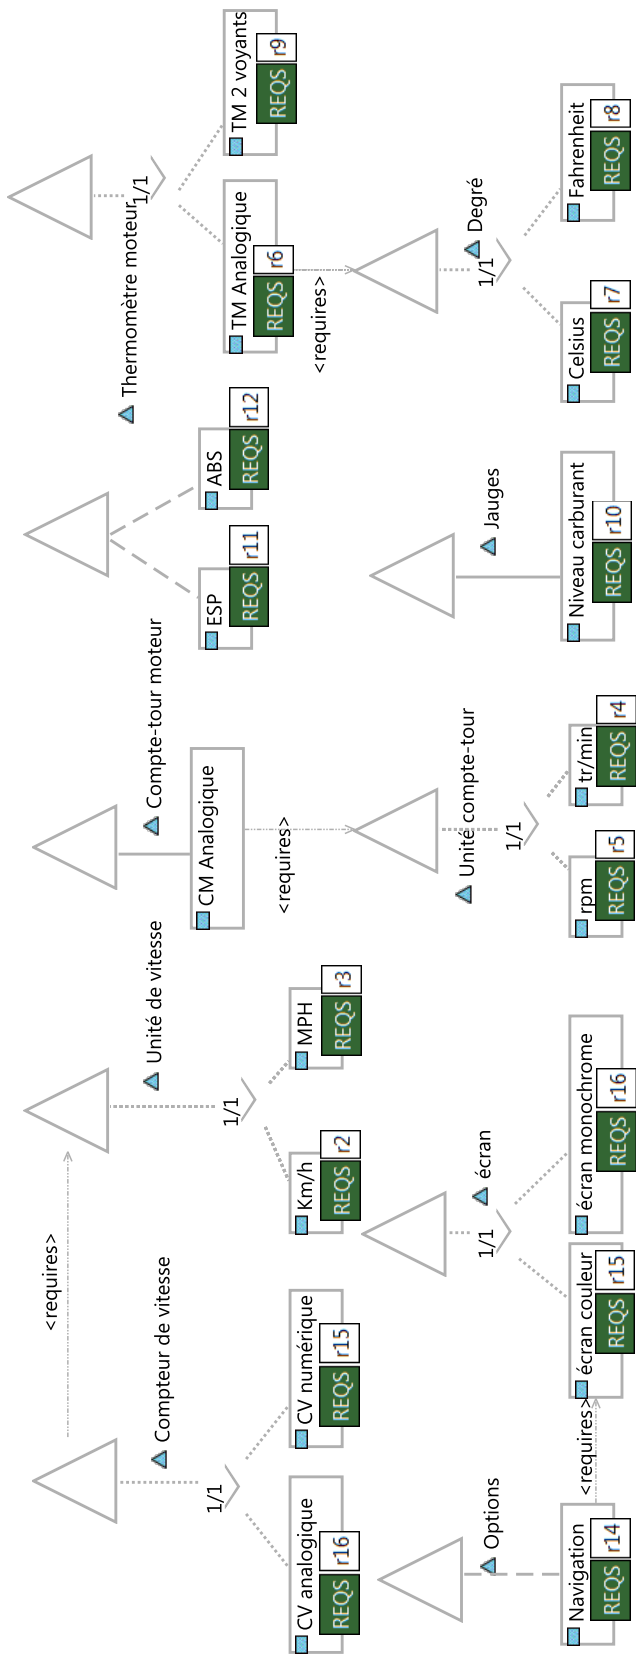 <requires>
Compteur de vitesse
1/1
CV analogique
REQS r16
CV numérique
REQS r15
Unité de vitesse
1/1
Km/h
REQS r2
MPH
REQS r3
Compte-tour moteur
CM Analogique
<requires>
ESP
REQS r11
ABS
REQS r12
Thermomètre moteur
1/1
TM Analogique
REQS r6
TM 2 voyants
REQS r9
<requires>
Options
Navigation
REQS r14
<requires>
écran
1/1
écran couleur
REQS r15
écran monochrome
REQS r16
Unité compte-tour
1/1
rpm
REQS r5
tr/min
REQS r4
Jauges
Niveau carburant
REQS r10
Degré
1/1
Celsius
REQS r7
Fahrenheit
REQS r8